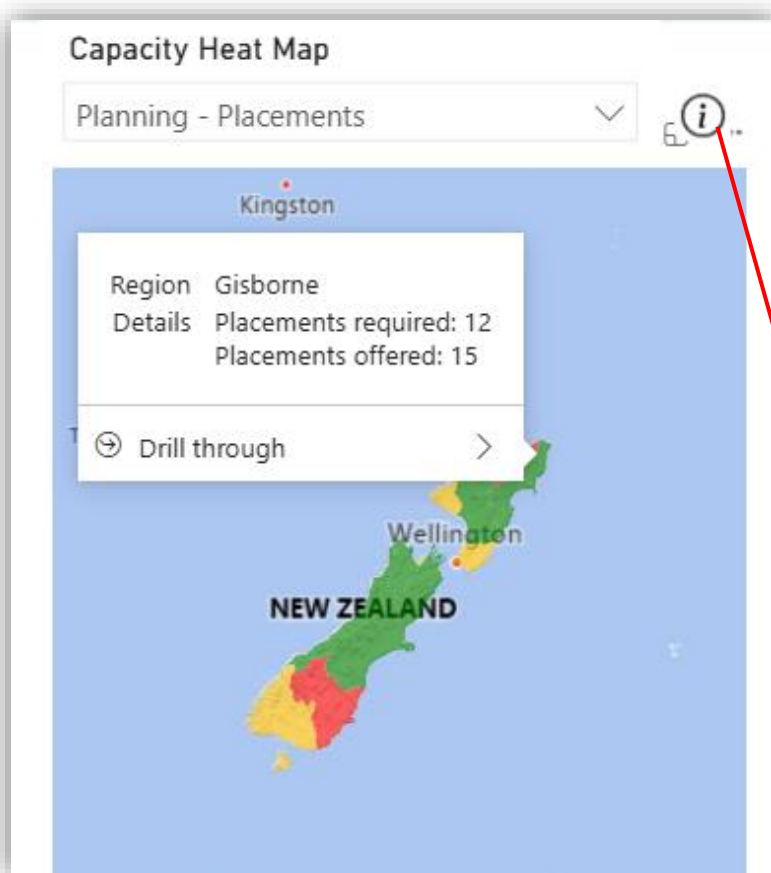 Capacity Heat Map
Planning - Placements
i
Kingston
Region Gisborne
Details Placements required: 12
Placements offered: 15
T
Drill through
Wellington
NEW ZEALAND